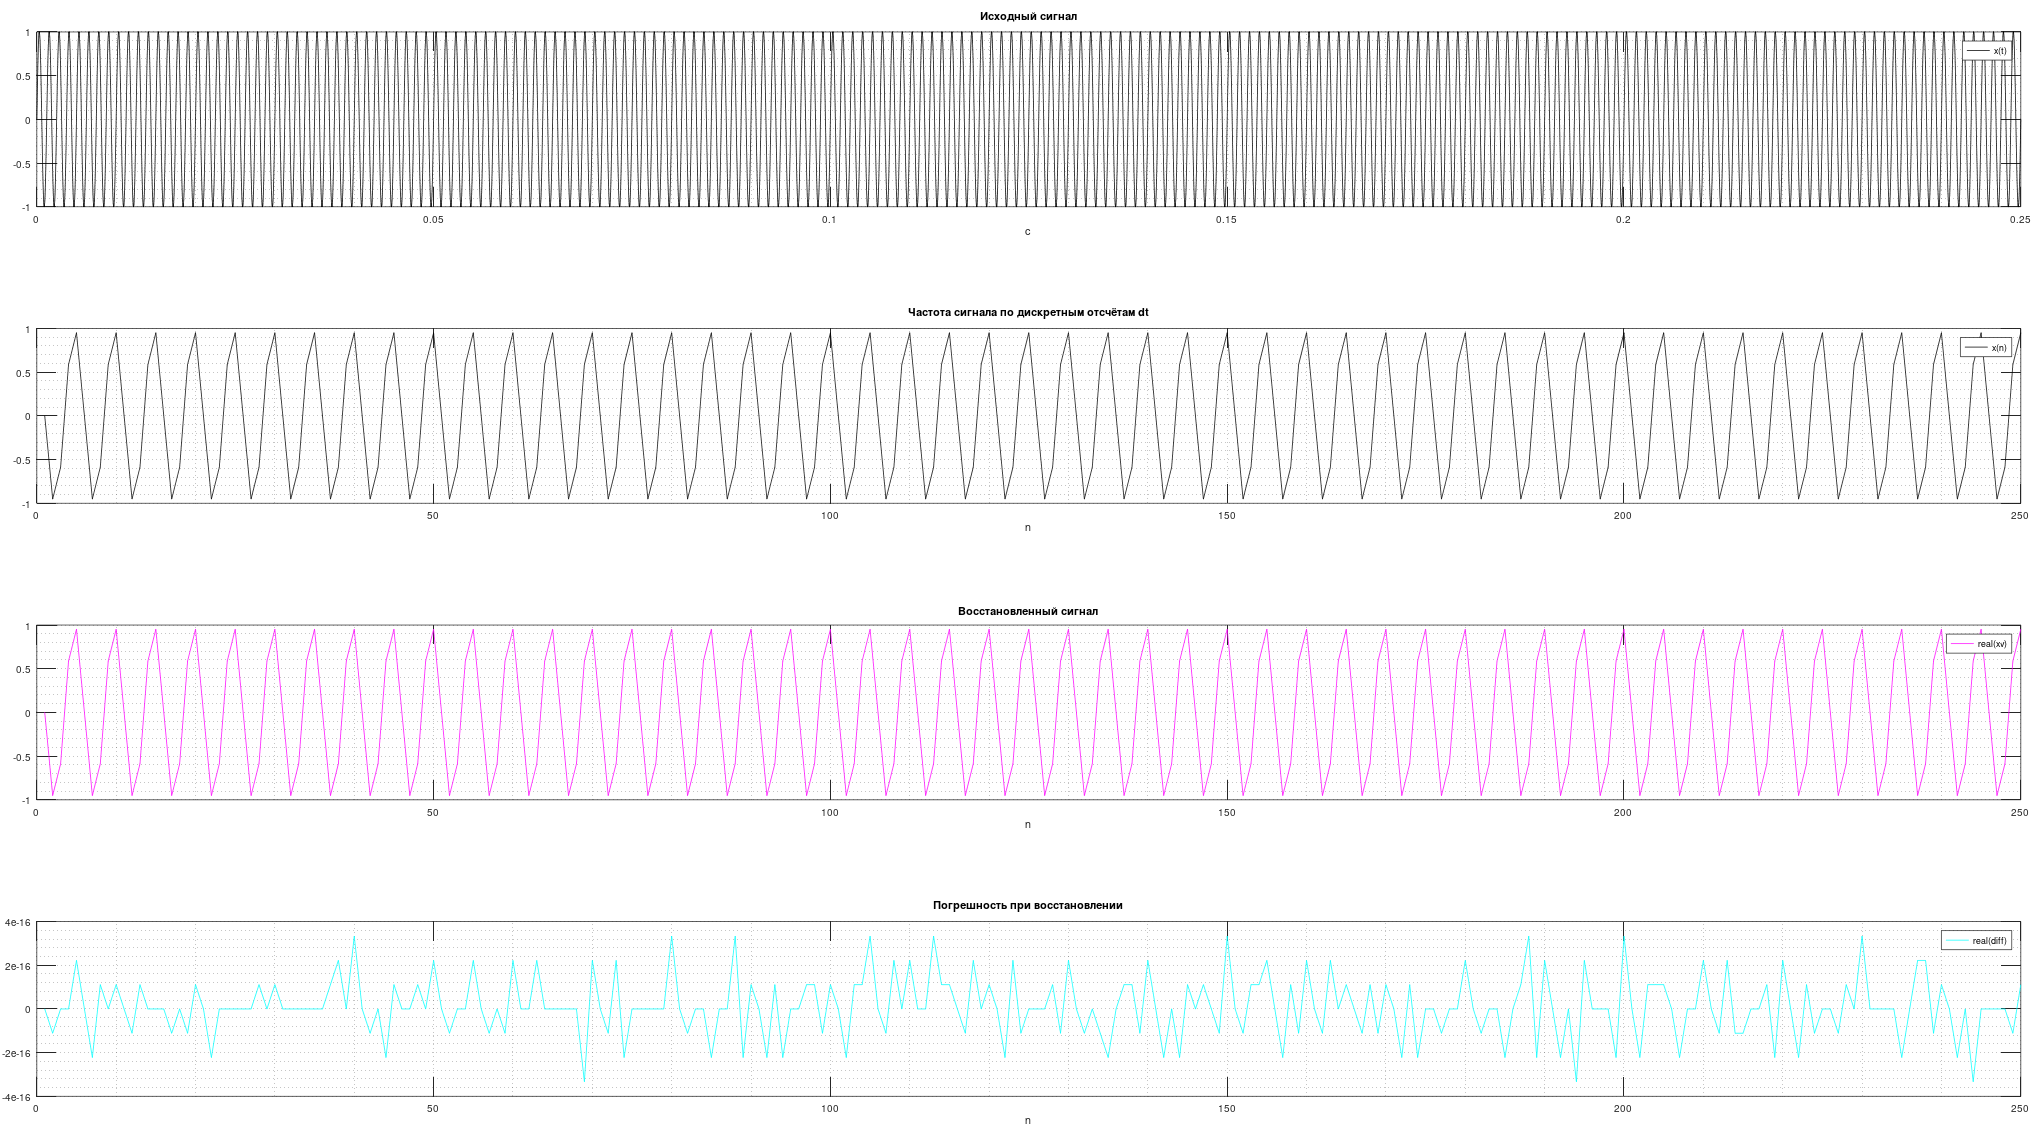 Исходный сигнал
x(t)
1
0.5
0
-0.5
-1
0 0.05 0.1 0.15 0.2 0.25
c
Частота сигнала по дискретным отсчётам dt
x(n)
1
0.5
0
-0.5
-1
0 50 100 150 200 250
n
Восстановленный сигнал
real(xv)
1
0.5
0
-0.5
-1
0 50 100 150 200 250
n
Погрешность при восстановлении
real(diff)
4e-16
2e-16
0
-2e-16
-4e-16
0 50 100 150 200 250
n